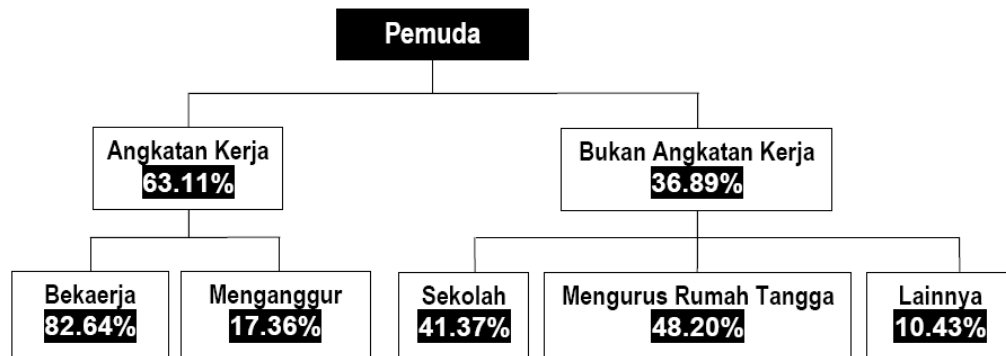 Pemuda
Angkatan Kerja
63.11%
Bukan Angkatan Kerja
36.89%
Bekaerja
82.64%
Menganggur
17.36%
Sekolah
41.37%
Mengurus Rumah Tangga
48.20%
Lainnya
10.43%